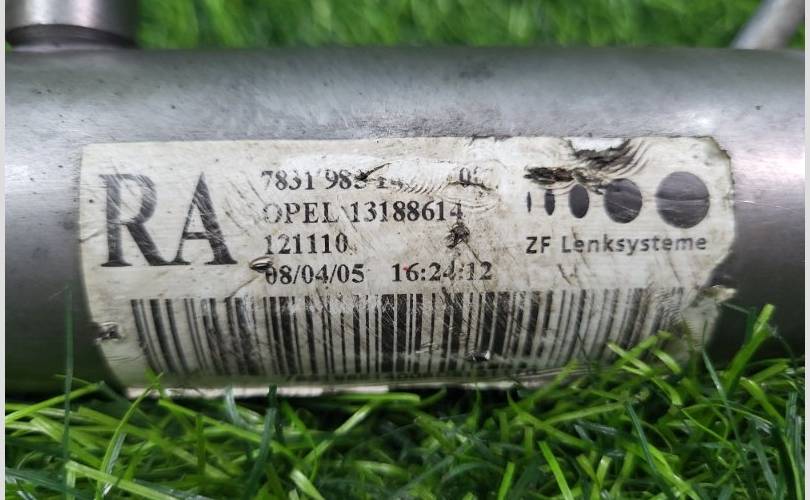 RA
7831 983
OPEL 13188614
121110
08/04/05 16:24:12
ZF Lenksysteme